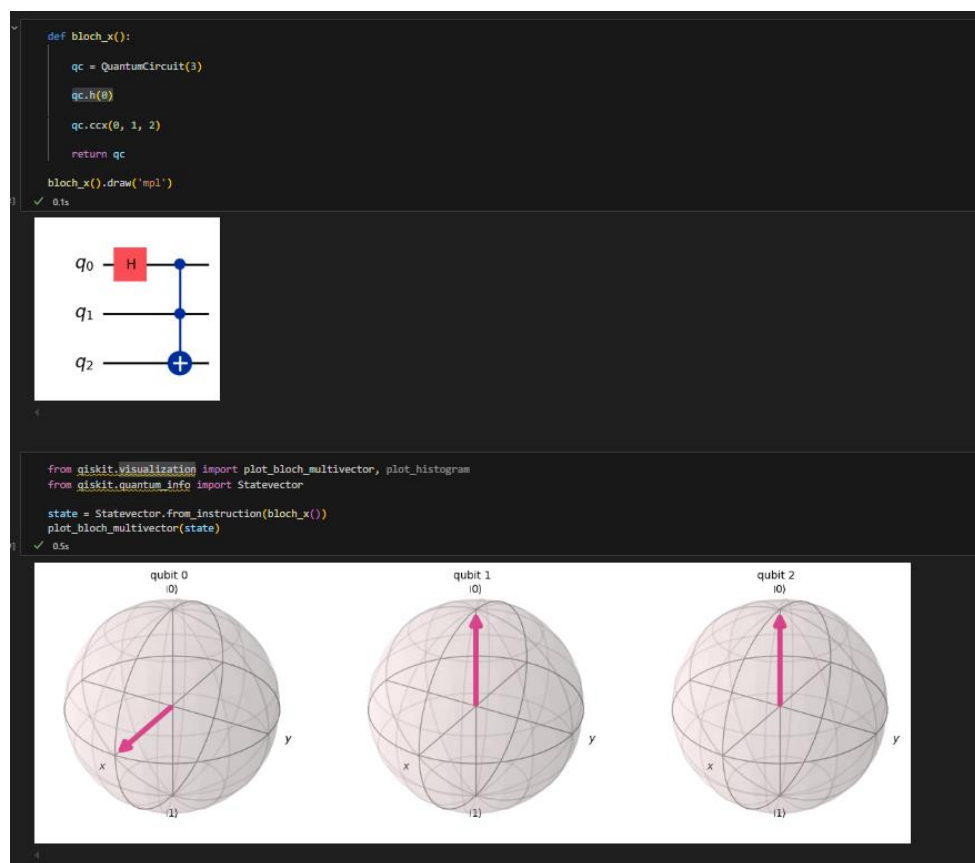 def bloch_x():
qc = QuantumCircuit(3)
qc.h(0)
qc.ccx(0, 1, 2)
return qc
bloch_x().draw('mpl')
✓ 0.1s
q0 H
q1
q2
from qiskit.visualization import plot_bloch_multivector, plot_histogram
from qiskit.quantum_info import Statevector
state = Statevector.from_instruction(bloch_x())
plot_bloch_multivector(state)
✓ 0.5s
qubit 0 qubit 1 qubit 2
|0⟩ |0⟩ |0⟩
y y y
x x x
|1⟩ |1⟩ |1⟩